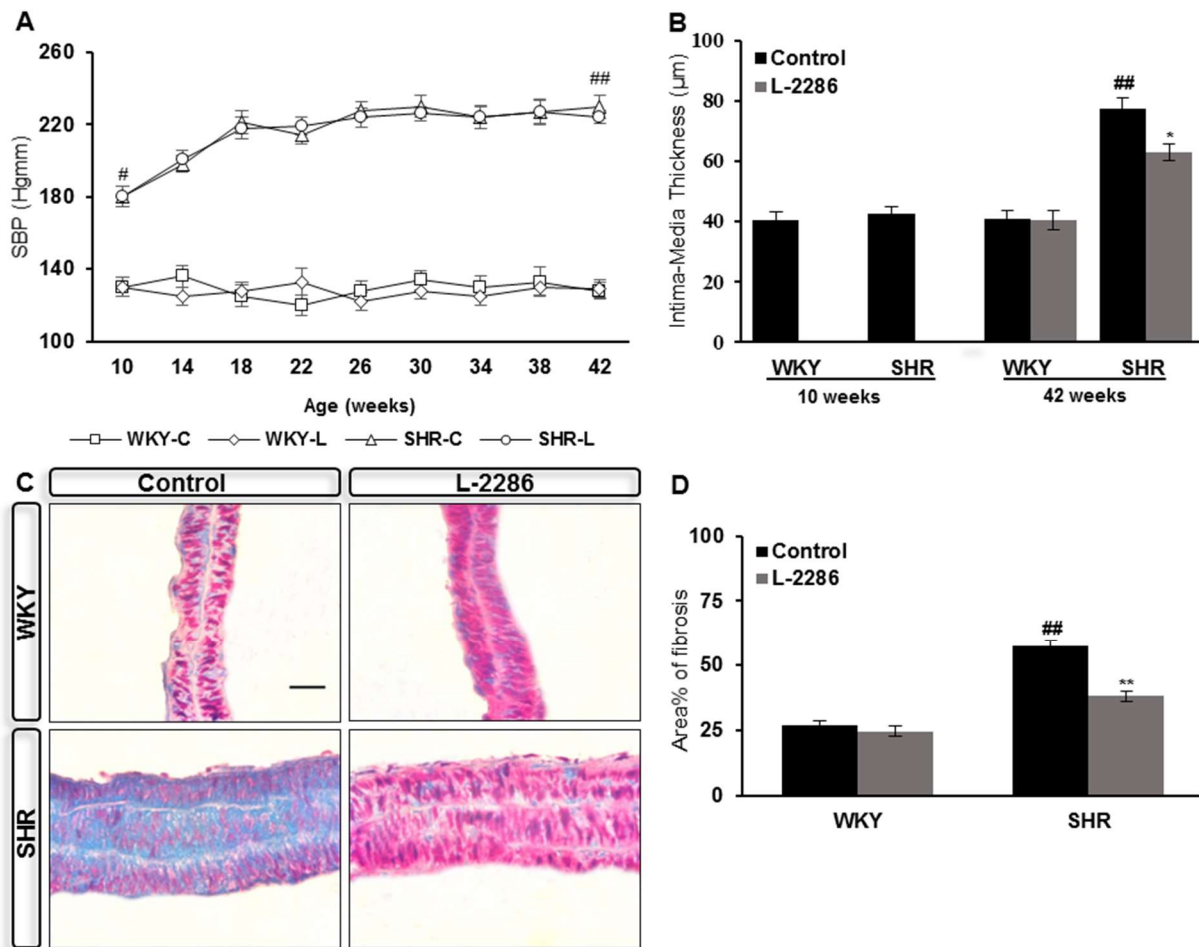 A
260
220
180
140
100
SBP (Hgmm)
#
##
10 14 18 22 26 30 34 38 42
Age (weeks)
WKY-C WKY-L SHR-C SHR-L
B
100
80
60
40
20
0
Intima-Media Thickness (µm)
Control
L-2286
##
*
WKY SHR WKY SHR
10 weeks 42 weeks
C
Control L-2286
WKY
SHR
D
100
75
50
25
0
Area% of fibrosis
Control
L-2286
##
**
WKY SHR